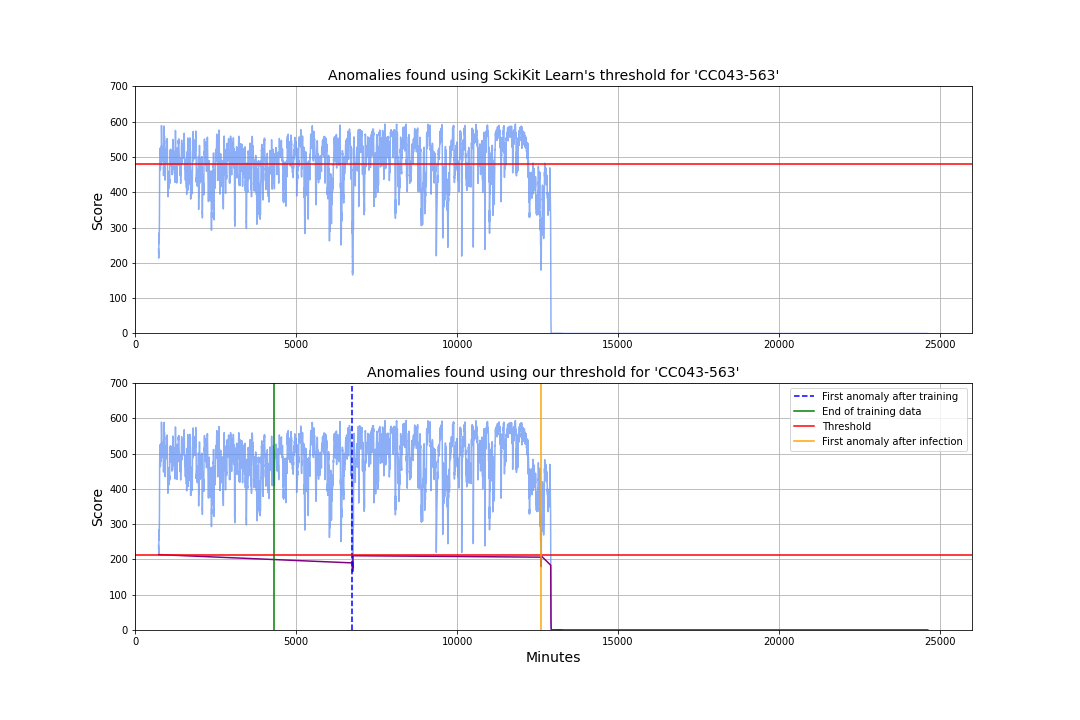 Anomalies found using SckiKit Learn's threshold for 'CC043-563'
700
600
500
400
300
200
100
0
Score
0 5000 10000 15000 20000 25000
Anomalies found using our threshold for 'CC043-563'
700
600
500
400
300
200
100
0
Score
First anomaly after training
End of training data
Threshold
First anomaly after infection
0 5000 10000 15000 20000 25000
Minutes